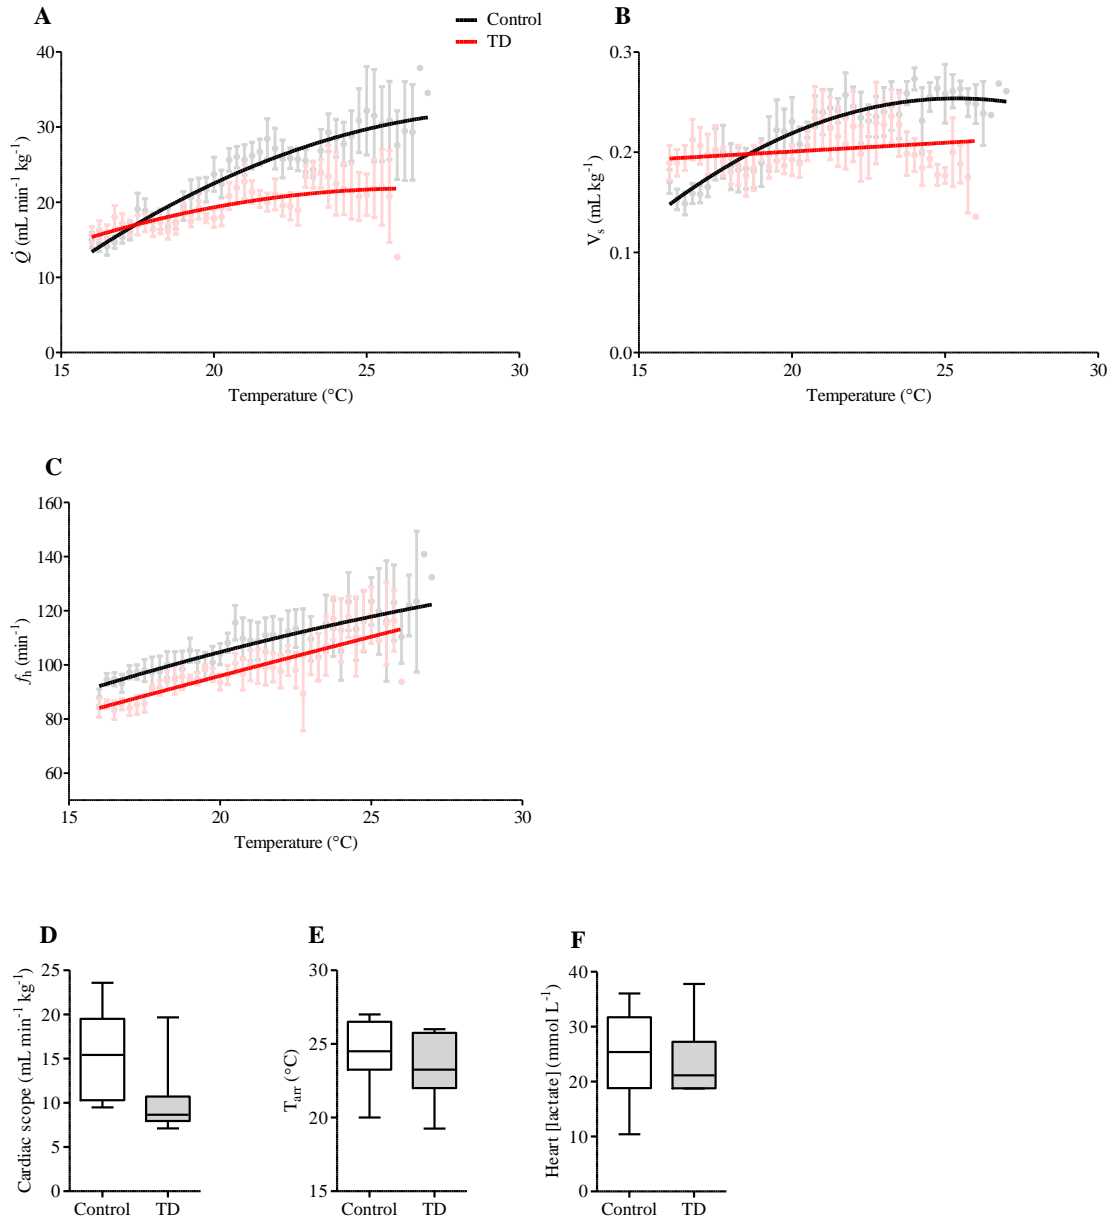 A
Control
TD
B
40
30
20
10
0
Q̇ (mL min⁻¹ kg⁻¹)
15 20 25 30
Temperature (°C)
0.3
0.2
0.1
0.0
Vₛ (mL kg⁻¹)
15 20 25 30
Temperature (°C)
C
160
140
120
100
80
60
fₕ (min⁻¹)
15 20 25 30
Temperature (°C)
D
25
20
15
10
5
0
Cardiac scope (mL min⁻¹ kg⁻¹)
Control TD
E
30
25
20
15
Tarr (°C)
Control TD
F
40
30
20
10
0
Heart [lactate] (mmol L⁻¹)
Control TD